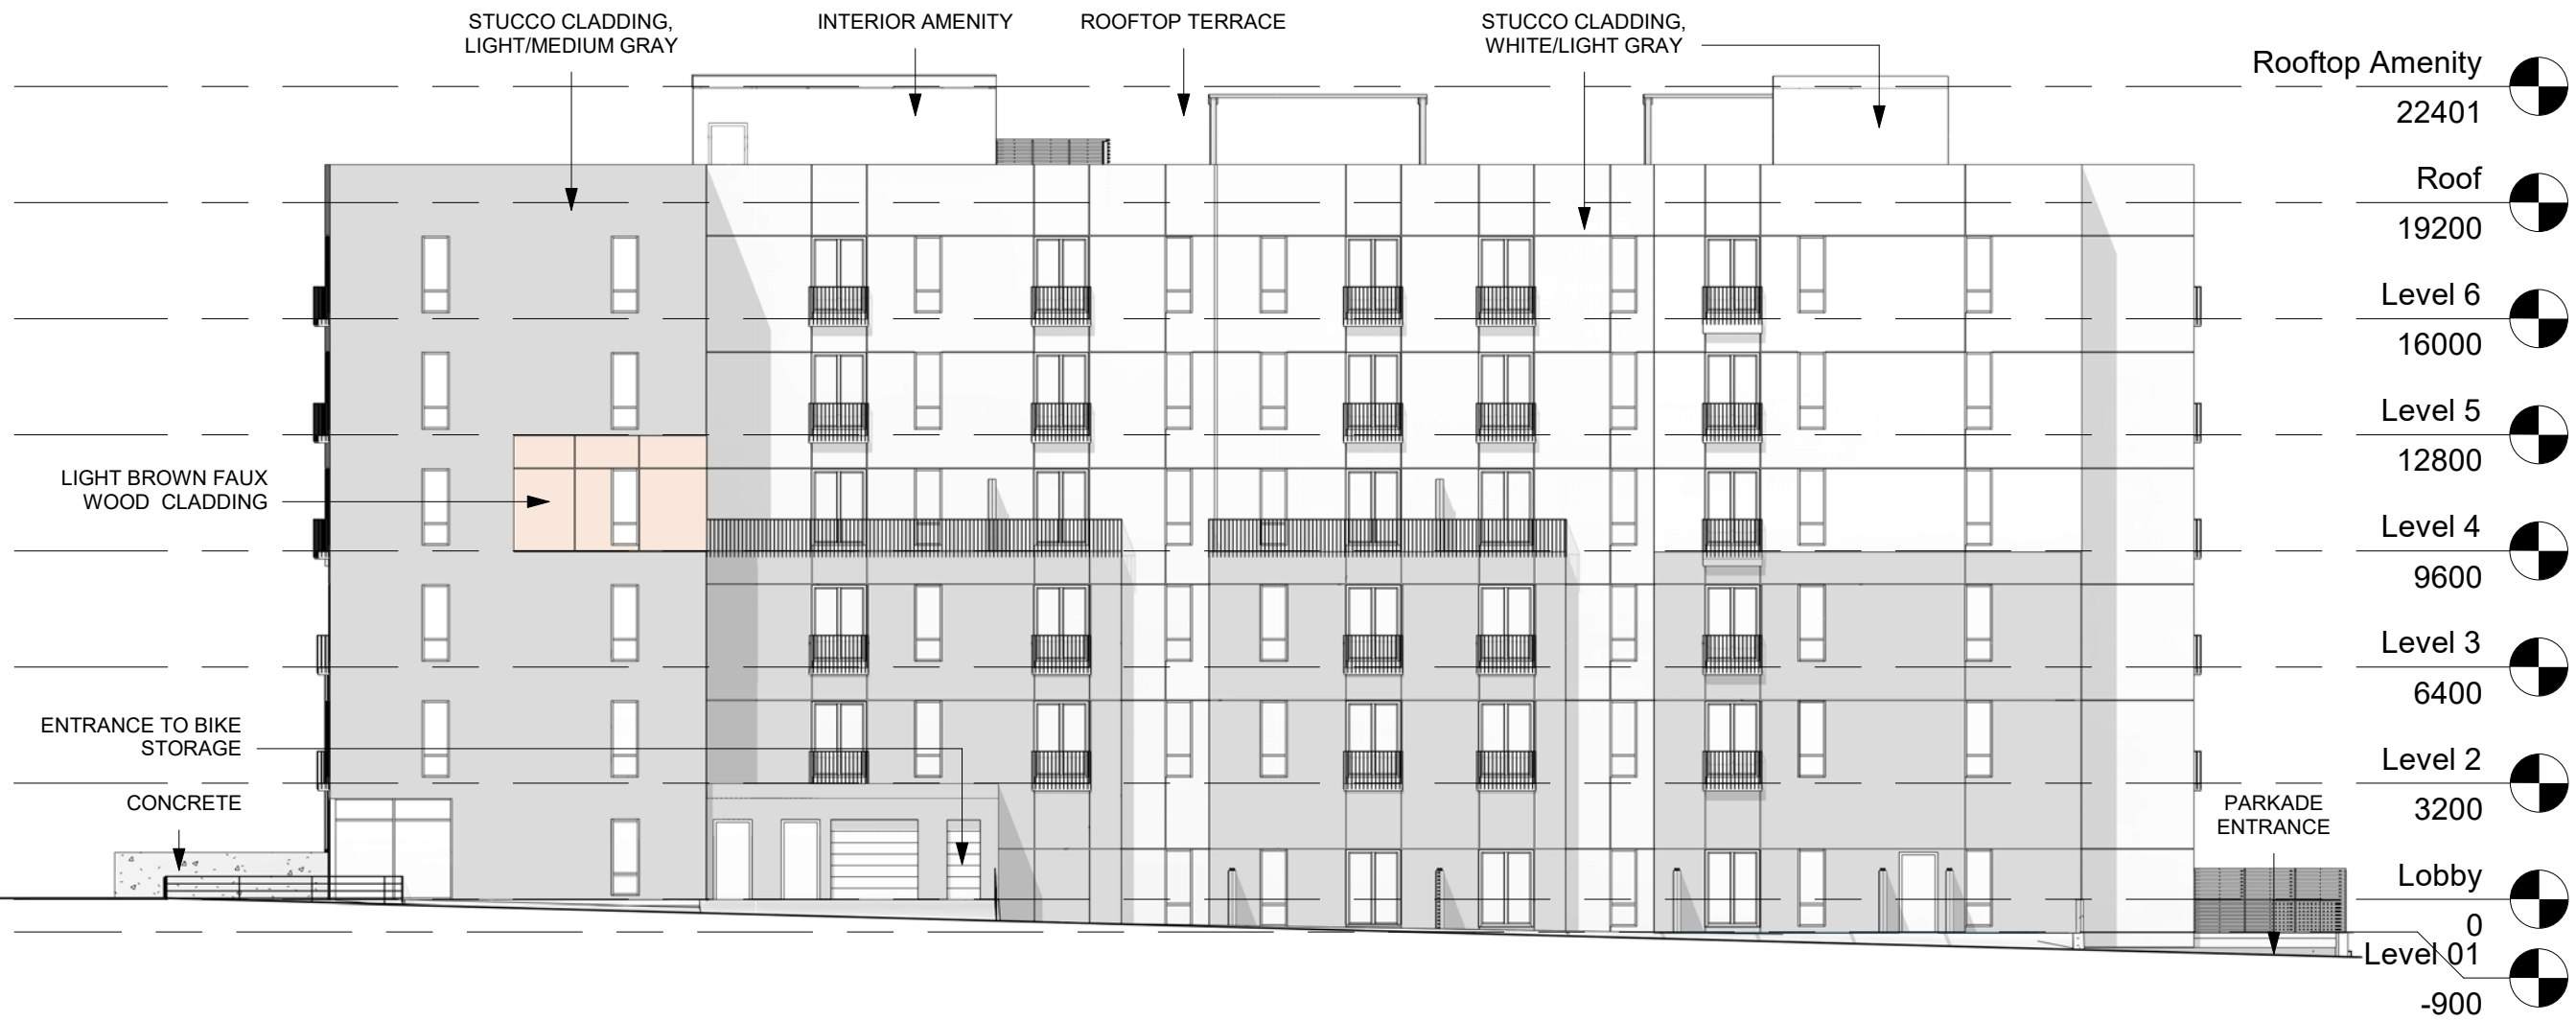 STUCCO CLADDING,
LIGHT/MEDIUM GRAY
INTERIOR AMENITY
ROOFTOP TERRACE
STUCCO CLADDING,
WHITE/LIGHT GRAY
Rooftop Amenity
22401
Roof
19200
Level 6
16000
Level 5
12800
LIGHT BROWN FAUX
WOOD CLADDING
Level 4
9600
Level 3
6400
ENTRANCE TO BIKE
STORAGE
Level 2
3200
CONCRETE
PARKADE
ENTRANCE
Lobby
0
Level 01
-900